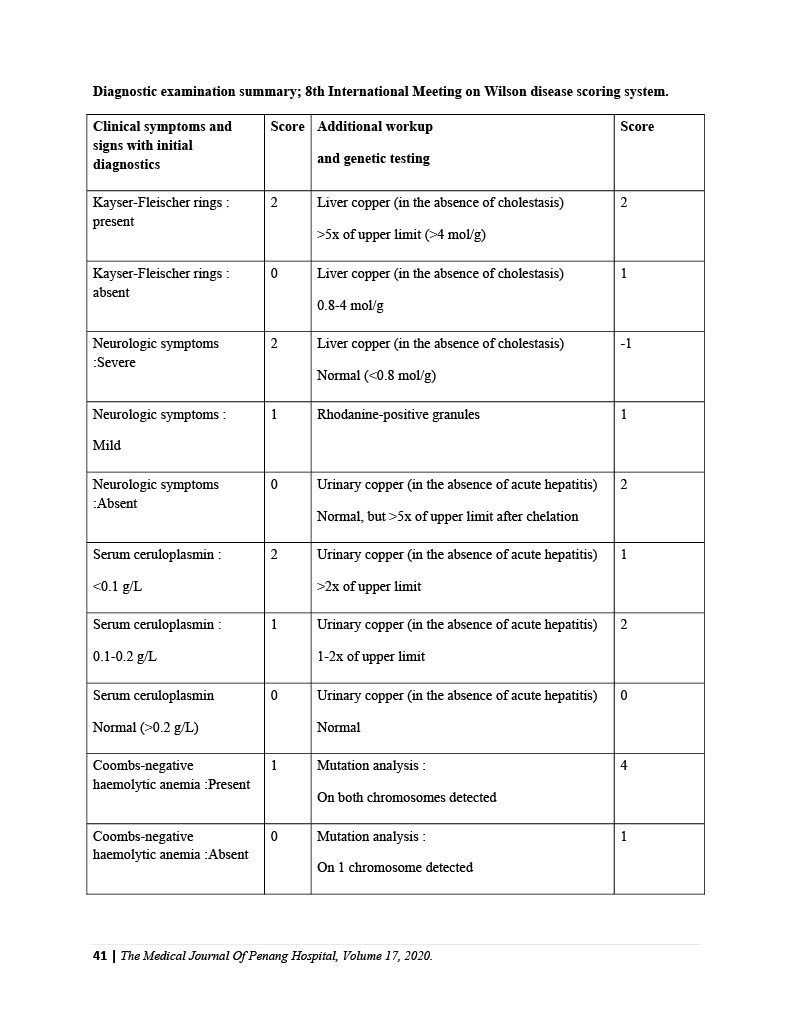 Diagnostic examination summary; 8th International Meeting on Wilson disease scoring system.
Clinical symptoms and signs with initial diagnostics | Score | Additional workup and genetic testing | Score
Kayser-Fleischer rings : present | 2 | Liver copper (in the absence of cholestasis) >5x of upper limit (>4 mol/g) | 2
Kayser-Fleischer rings : absent | 0 | Liver copper (in the absence of cholestasis) 0.8-4 mol/g | 1
Neurologic symptoms :Severe | 2 | Liver copper (in the absence of cholestasis) Normal (<0.8 mol/g) | -1
Neurologic symptoms : Mild | 1 | Rhodanine-positive granules | 1
Neurologic symptoms :Absent | 0 | Urinary copper (in the absence of acute hepatitis) Normal, but >5x of upper limit after chelation | 2
Serum ceruloplasmin : <0.1 g/L | 2 | Urinary copper (in the absence of acute hepatitis) >2x of upper limit | 1
Serum ceruloplasmin : 0.1-0.2 g/L | 1 | Urinary copper (in the absence of acute hepatitis) 1-2x of upper limit | 2
Serum ceruloplasmin Normal (>0.2 g/L) | 0 | Urinary copper (in the absence of acute hepatitis) Normal | 0
Coombs-negative haemolytic anemia :Present | 1 | Mutation analysis : On both chromosomes detected | 4
Coombs-negative haemolytic anemia :Absent | 0 | Mutation analysis : On 1 chromosome detected | 1
41 | The Medical Journal Of Penang Hospital, Volume 17, 2020.